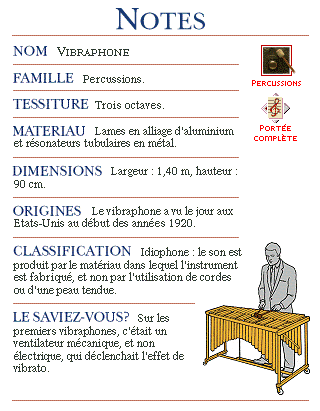 NOTES
NOM VIBRAPHONE
FAMILLE Percussions.
PERCUSSIONS
TESSITURE Trois octaves.
PORTÉE
COMPLÈTE
MATERIAU Lames en alliage d'aluminium
et résonateurs tubulaires en métal.
DIMENSIONS Largeur : 1,40 m, hauteur :
90 cm.
ORIGINES Le vibraphone a vu le jour aux
Etats-Unis au début des années 1920.
CLASSIFICATION Idiophone : le son est
produit par le matériau dans lequel l'instrument
est fabriqué, et non par l'utilisation de cordes
ou d'une peau tendue.
LE SAVIEZ-VOUS? Sur les
premiers vibraphones, c'était un
ventilateur mécanique, et non
électrique, qui déclenchait l'effet de
vibrato.